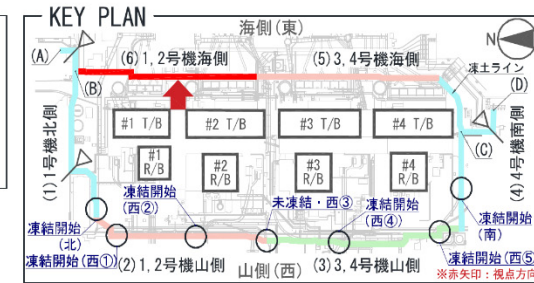 KEY PLAN
海側(東)
N
(A)
(6)1,2号機海側
(5)3,4号機海側
凍土ライン
(B)
(D)
#1 T/B
#2 T/B
#3 T/B
#4 T/B
(C)
(1)1号機北側
(4)4号機南側
#1
R/B
#2
R/B
#3
R/B
#4
R/B
凍結開始
(西②)
未凍結・西③
凍結開始
(西④)
凍結開始
(北)
凍結開始
(南)
凍結開始(西①)
(2)1,2号機山側
山側(西)
(3)3,4号機山側
凍結開始(西⑤)
※赤矢印:視点方向